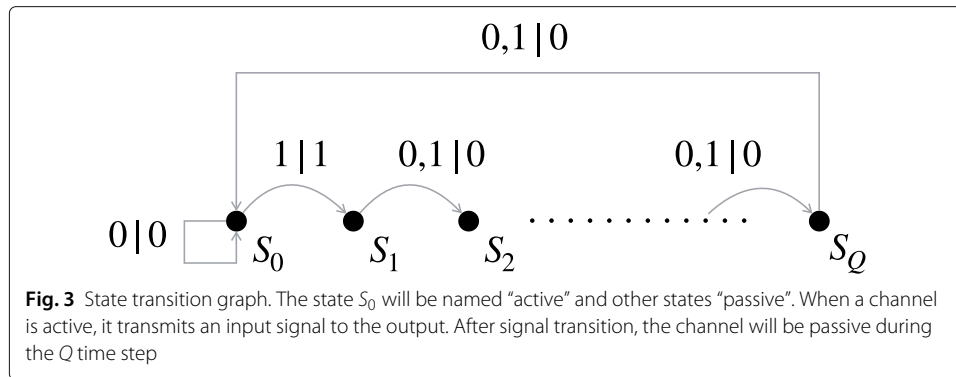 0,1|0
1|1
0,1|0
0,1|0
0|0
S0
S1
S2
SQ
Fig. 3 State transition graph. The state S0 will be named “active” and other states “passive”. When a channel
is active, it transmits an input signal to the output. After signal transition, the channel will be passive during
the Q time step